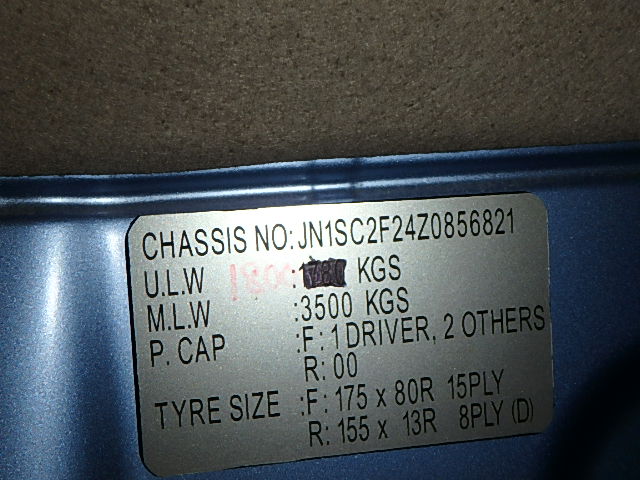 CHASSIS NO: JN1SC2F24Z0856821
U.L.W 1800 : KGS
M.L.W :3500 KGS
P. CAP :F: 1 DRIVER, 2 OTHERS
R: 00
TYRE SIZE :F: 175 x 80R 15PLY
R: 155 x 13R 8PLY (D)